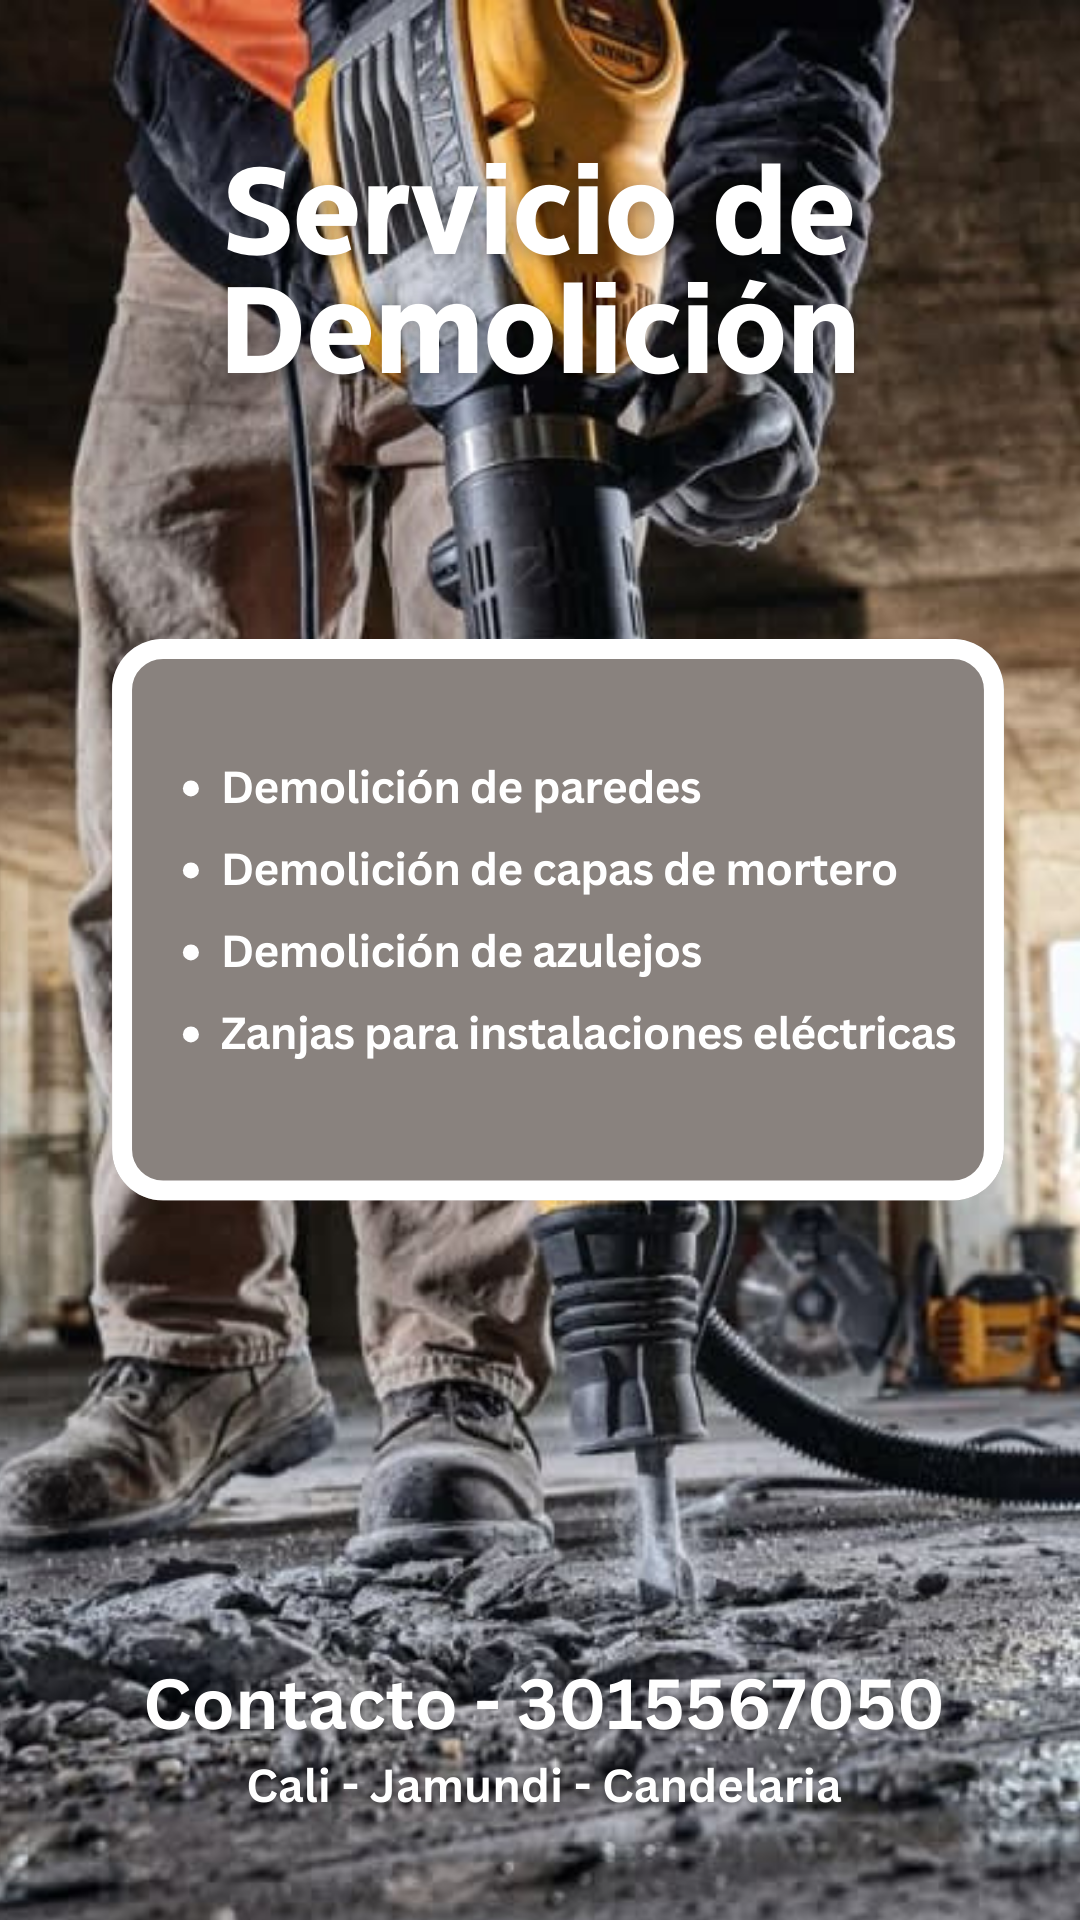 DEWALT
Servicio de
Demolición
• Demolición de paredes
• Demolición de capas de mortero
• Demolición de azulejos
• Zanjas para instalaciones eléctricas
Contacto - 3015567050
Cali - Jamundi - Candelaria